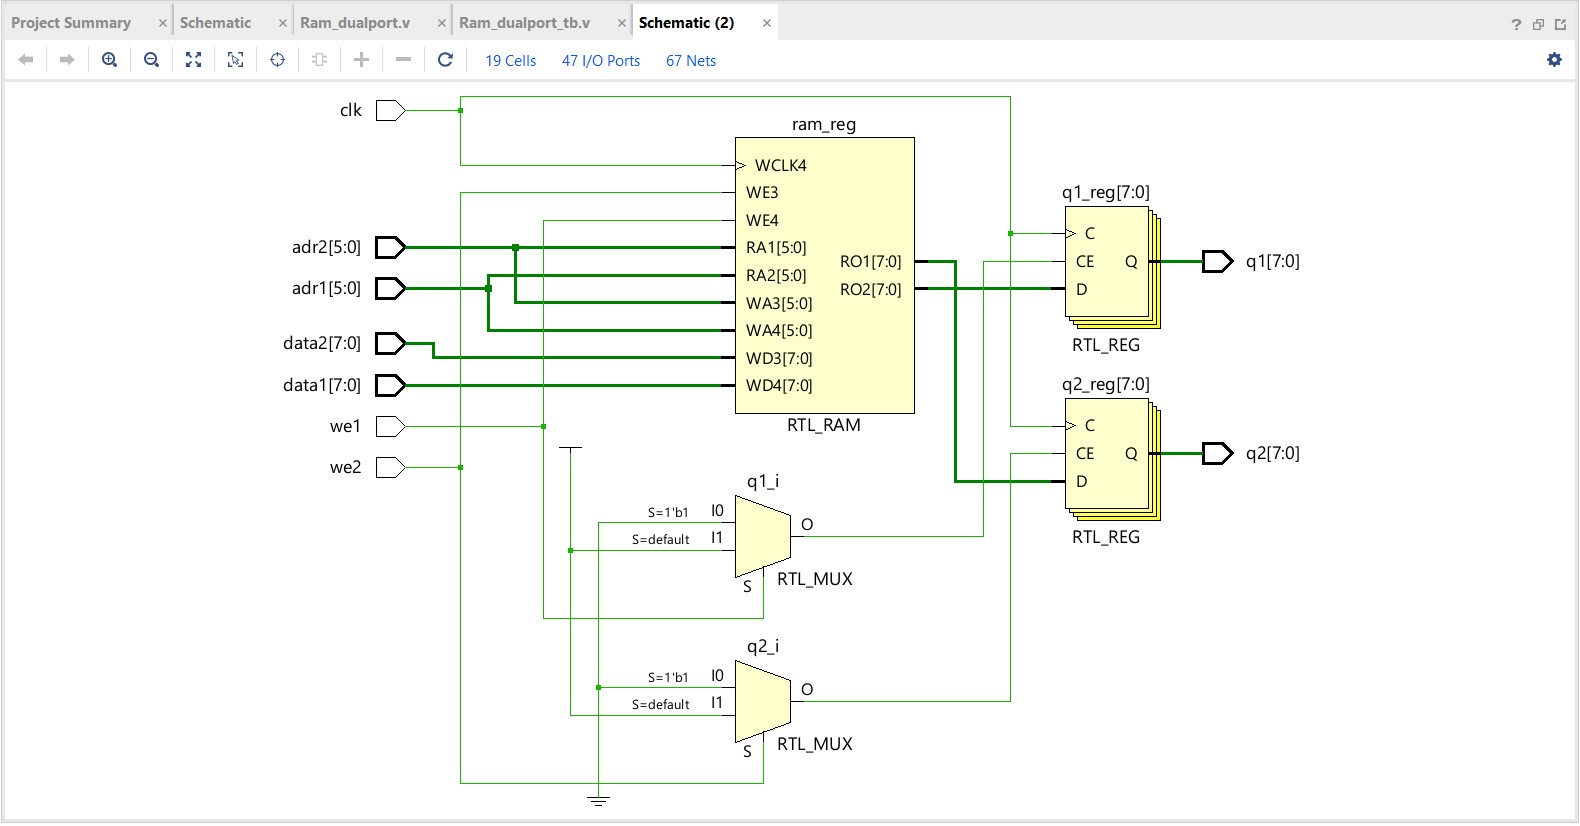 Project Summary × Schematic × Ram_dualport.v × Ram_dualport_tb.v × Schematic (2) × ?
19 Cells 47 I/O Ports 67 Nets
clk
ram_reg
WCLK4
WE3
WE4
adr2[5:0]
RA1[5:0]
RA2[5:0]
adr1[5:0]
WA3[5:0]
WA4[5:0]
data2[7:0]
WD3[7:0]
data1[7:0]
WD4[7:0]
RO1[7:0]
RO2[7:0]
RTL_RAM
we1
we2
q1_reg[7:0]
C
CE Q
D
q1[7:0]
RTL_REG
q2_reg[7:0]
C
CE Q
D
q2[7:0]
RTL_REG
q1_i
S=1'b1 I0
O
S=default I1
S
RTL_MUX
q2_i
S=1'b1 I0
O
S=default I1
S
RTL_MUX